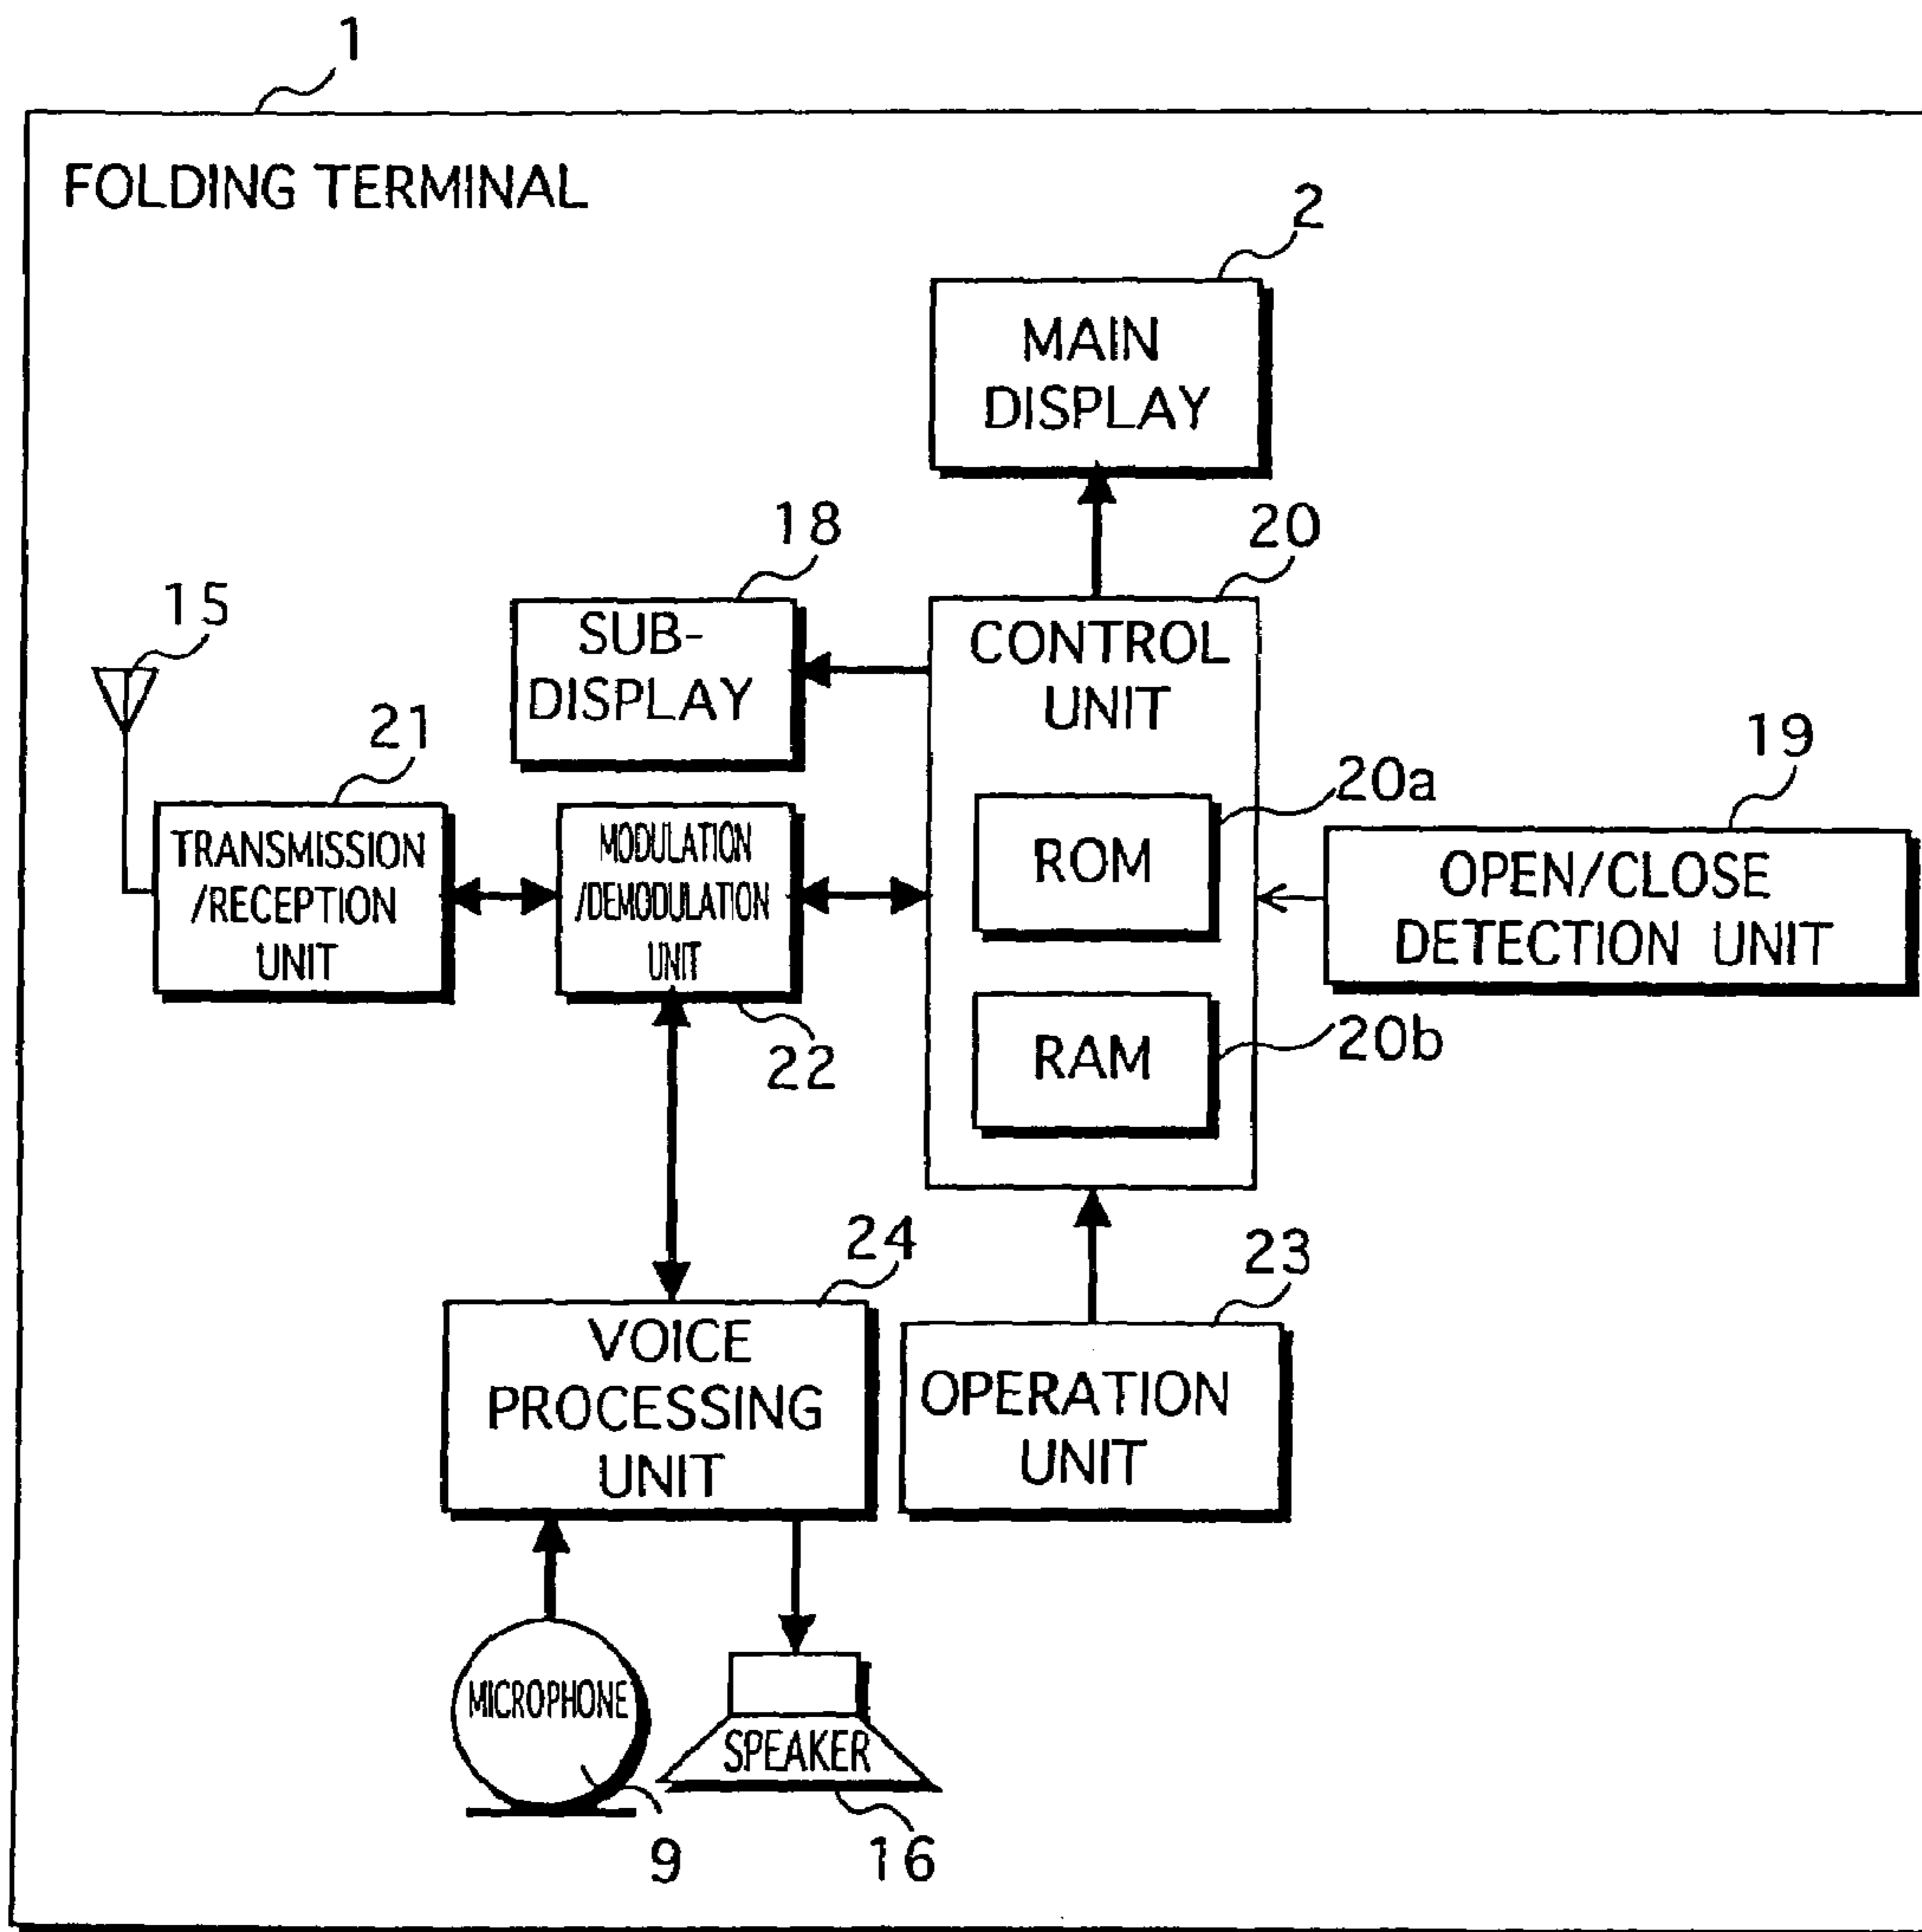 1
FOLDING TERMINAL
2
MAIN
DISPLAY
18
20
15
SUB-
DISPLAY
CONTROL
UNIT
21
19
20a
TRANSMISSION
/RECEPTION
UNIT
MODULATION
/DEMODULATION
UNIT
ROM
OPEN/CLOSE
DETECTION UNIT
22
RAM
20b
24
23
VOICE
PROCESSING
UNIT
OPERATION
UNIT
MICROPHONE
SPEAKER
9
16